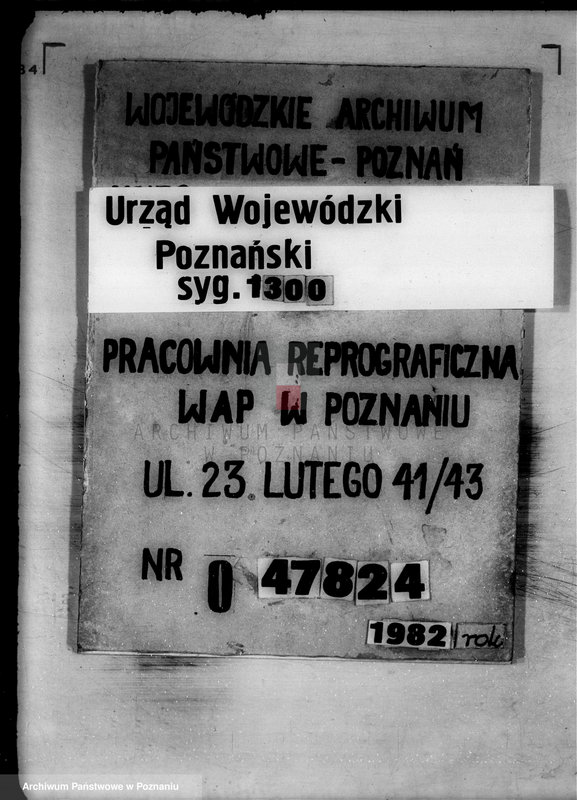 84
WOJEWÓDZKIE ARCHIWUM
PAŃSTWOWE - POZNAŃ
Urząd Wojewódzki
Poznański
syg. 1300
PRACOWNIA REPROGRAFICZNA
WAP W POZNANIU
ARCHIWUM PAŃSTWOWE
W POZNANIU
UL. 23. LUTEGO 41/43
NR 0 47824
1982 rok
Archiwum Państwowe w Poznaniu